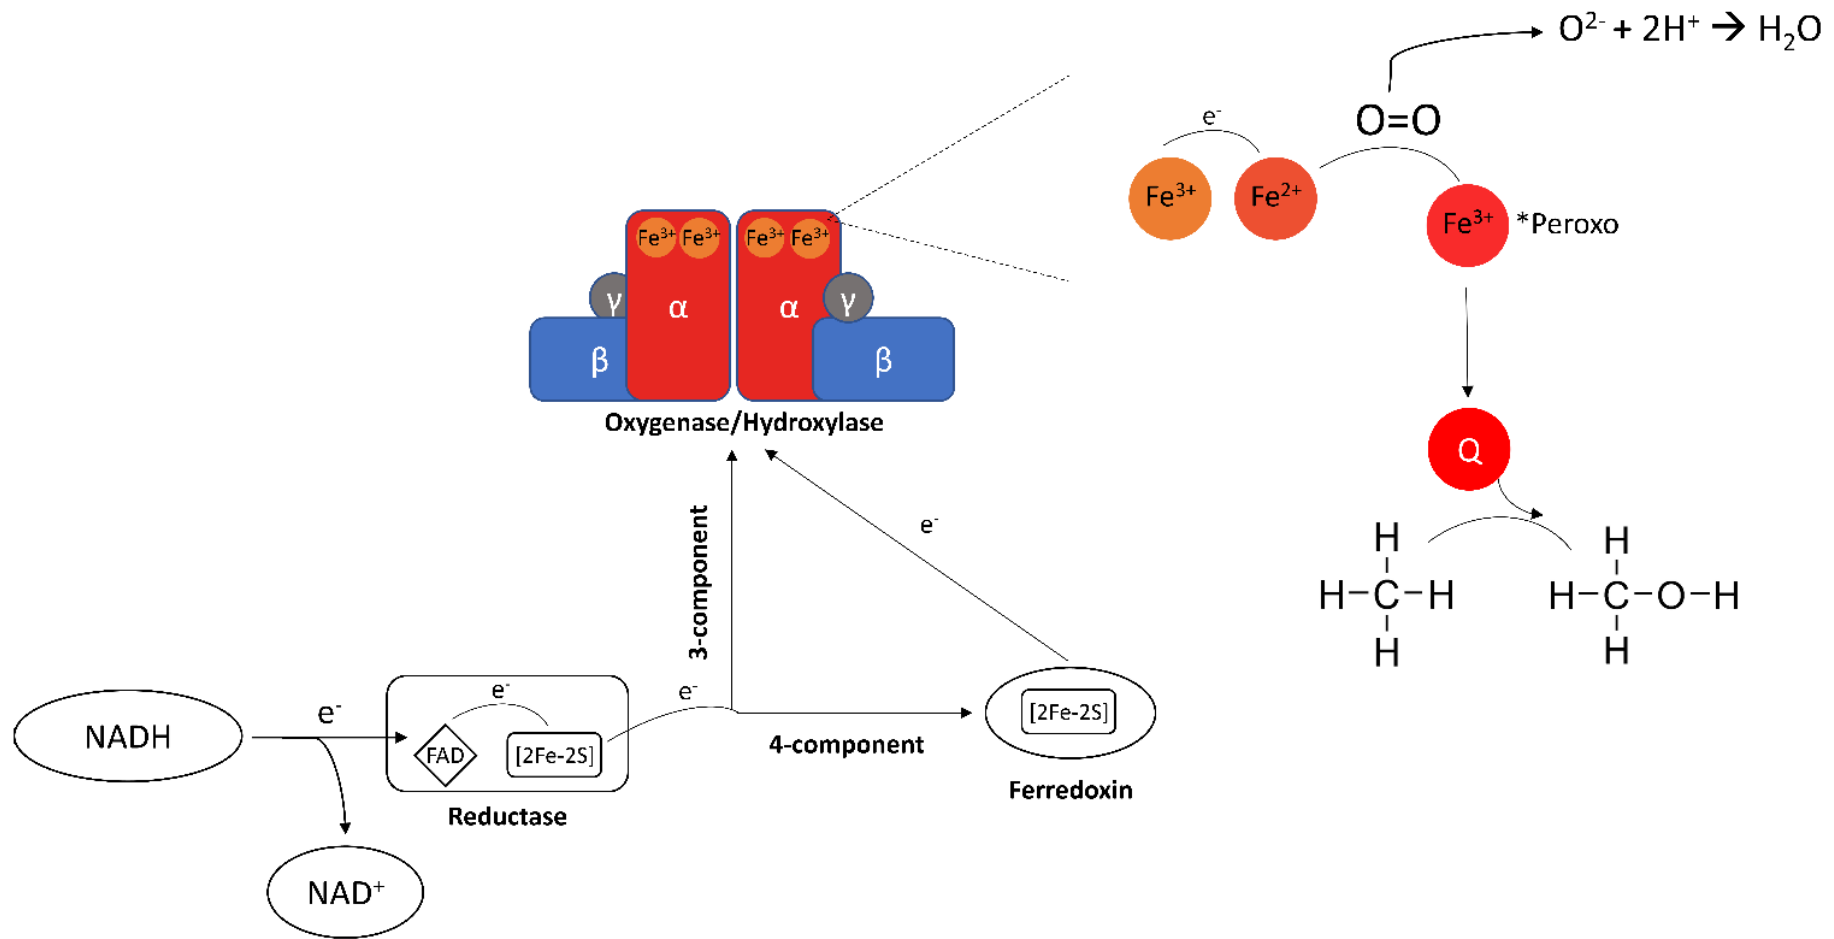 O²⁻ + 2H⁺ → H₂O
O=O
e⁻
Fe³⁺ Fe²⁺
Fe³⁺ *Peroxo
Fe³⁺ Fe³⁺ Fe³⁺ Fe³⁺
γ α α γ
β β
Oxygenase/Hydroxylase
Q
H
H–C–H
H
H
H–C–O–H
H
3-component
e⁻
e⁻
4-component
[2Fe-2S]
Ferredoxin
NADH
e⁻
e⁻
FAD [2Fe-2S]
Reductase
NAD⁺